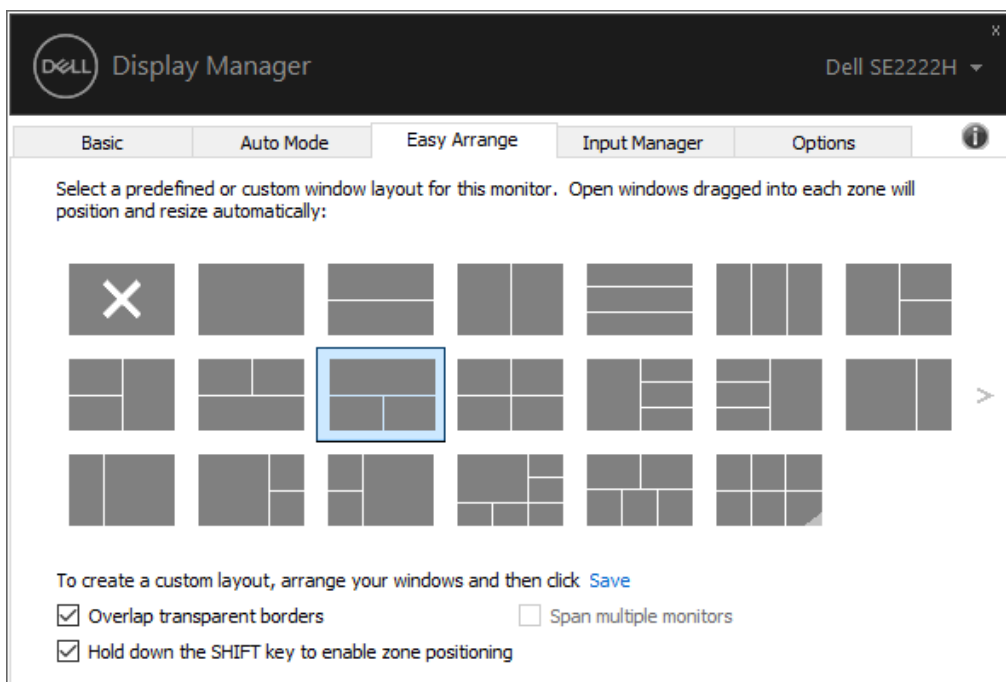 x
DELL Display Manager Dell SE2222H
Basic Auto Mode Easy Arrange Input Manager Options i
Select a predefined or custom window layout for this monitor. Open windows dragged into each zone will
position and resize automatically:
>
To create a custom layout, arrange your windows and then click Save
Overlap transparent borders Span multiple monitors
Hold down the SHIFT key to enable zone positioning